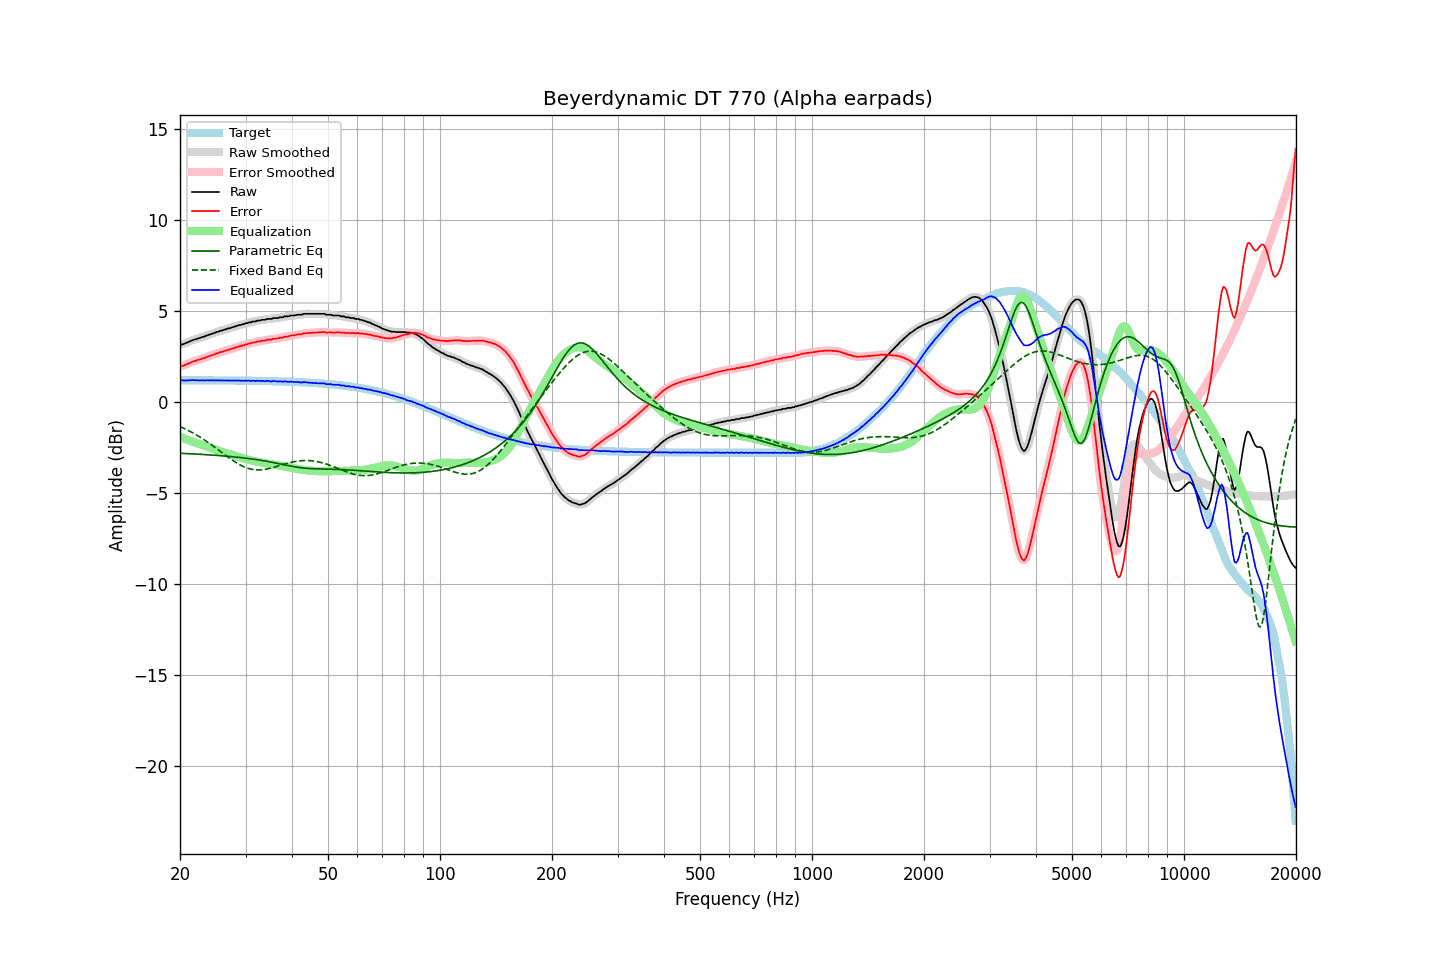 Beyerdynamic DT 770 (Alpha earpads)
Target
Raw Smoothed
Error Smoothed
Raw
Error
Equalization
Parametric Eq
Fixed Band Eq
Equalized
15
10
5
0
−5
−10
−15
−20
Amplitude (dBr)
20 50 100 200 500 1000 2000 5000 10000 20000
Frequency (Hz)